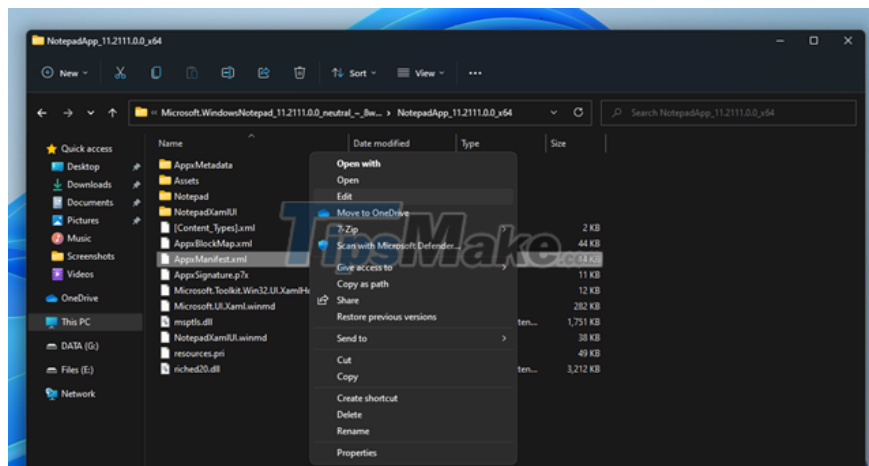 NotepadApp_11.2111.0.0_x64
New
Sort
View
Microsoft.WindowsNotepad_11.2111.0.0_neutral_~_8w... > NotepadApp_11.2111.0.0_x64
Search NotepadApp_11.2111.0.0_x64
Name Date modified Type Size
Quick access
Desktop
Downloads
Documents
Pictures
Music
Screenshots
Videos
OneDrive
This PC
DATA (G:)
Files (E:)
Network
AppxMetadata
Assets
Notepad
NotepadXamlUI
[Content_Types].xml 2 KB
AppxBlockMap.xml 44 KB
AppxManifest.xml 14 KB
AppxSignature.p7x 11 KB
Microsoft.Toolkit.Win32.UI.XamlHo 12 KB
Microsoft.UI.Xaml.winmd 282 KB
msptls.dll ten... 1,751 KB
NotepadXamlUI.winmd 38 KB
resources.pri 49 KB
riched20.dll ten... 3,212 KB
Open with
Open
Edit
Move to OneDrive
7-Zip
Scan with Microsoft Defender...
Give access to
Copy as path
Share
Restore previous versions
Send to
Cut
Copy
Create shortcut
Delete
Rename
Properties
TipsMake.com